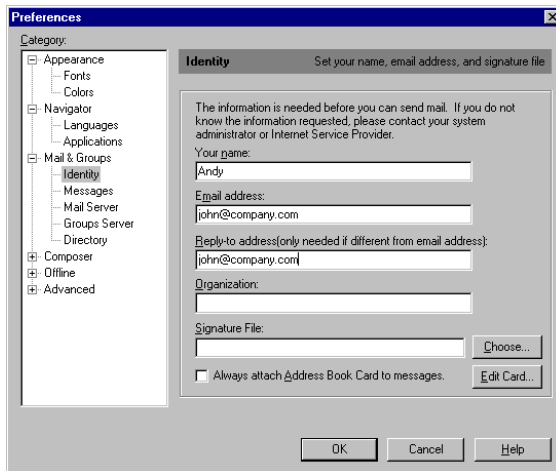 Preferences
Category:
Appearance
Fonts
Colors
Navigator
Languages
Applications
Mail & Groups
Identity
Messages
Mail Server
Groups Server
Directory
Composer
Offline
Advanced
Identity Set your name, email address, and signature file
The information is needed before you can send mail. If you do not
know the information requested, please contact your system
administrator or Internet Service Provider.
Your name:
Andy
Email address:
john@company.com
Reply-to address(only needed if different from email address):
john@company.com
Organization:
Signature File:
Choose...
Always attach Address Book Card to messages.
Edit Card...
OK Cancel Help